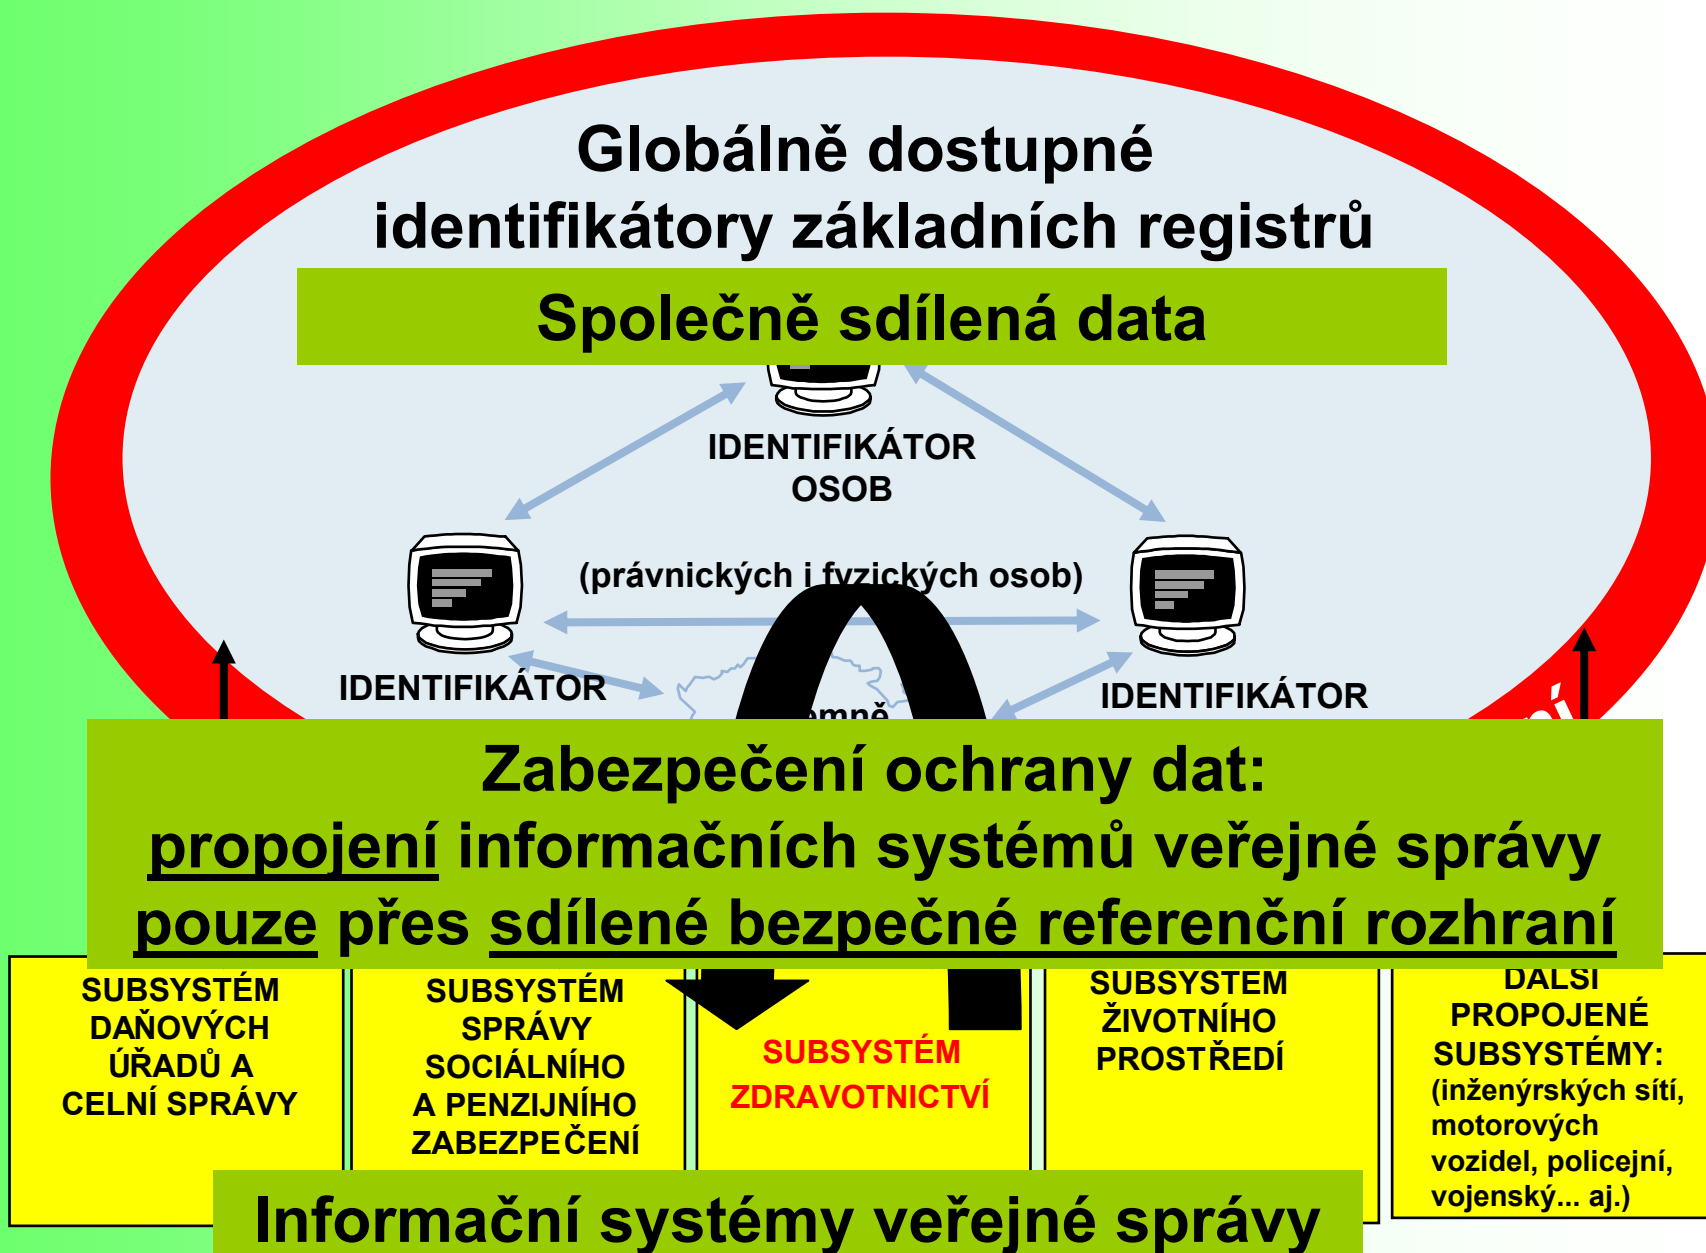 Globálně dostupné
identifikátory základních registrů
Společně sdílená data
IDENTIFIKÁTOR
OSOB
(právnických i fyzických osob)
IDENTIFIKÁTOR
IDENTIFIKÁTOR
Zabezpečení ochrany dat:
propojení informačních systémů veřejné správy
pouze přes sdílené bezpečné referenční rozhraní
SUBSYSTÉM
DAŇOVÝCH
ÚŘADŮ A
CELNÍ SPRÁVY
SUBSYSTÉM
SPRÁVY
SOCIÁLNÍHO
A PENZIJNÍHO
ZABEZPEČENÍ
SUBSYSTÉM
ZDRAVOTNICTVÍ
SUBSYSTÉM
ŽIVOTNÍHO
PROSTŘEDÍ
DALŠÍ
PROPOJENÉ
SUBSYSTÉMY:
(inženýrských sítí,
motorových
vozidel, policejní,
vojenský... aj.)
Informační systémy veřejné správy